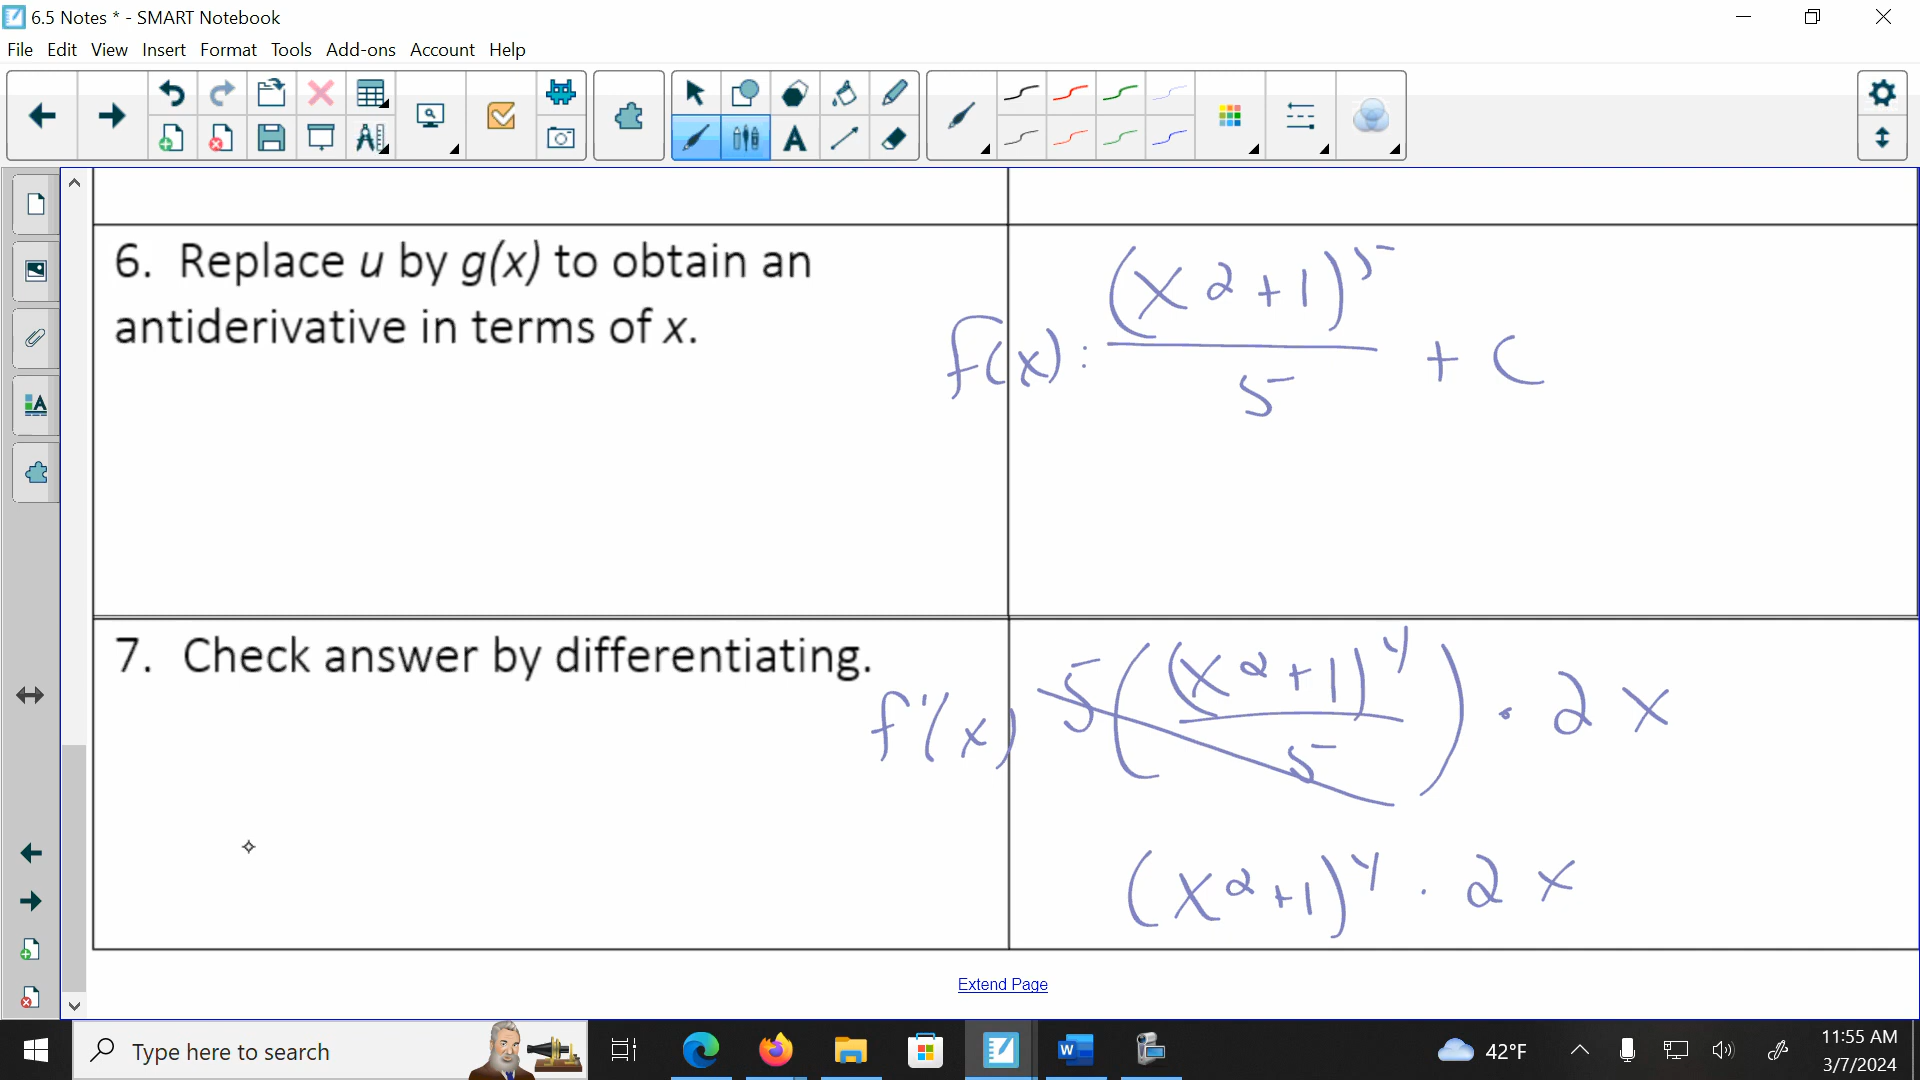 6.5 Notes * - SMART Notebook
File Edit View Insert Format Tools Add-ons Account Help
6. Replace u by g(x) to obtain an
antiderivative in terms of x.
f(x): (x²+1)⁵/5 + C
7. Check answer by differentiating.
f'(x) 5((x²+1)⁴/5) · 2x
(x²+1)⁴ · 2x
Extend Page
Type here to search
42°F
11:55 AM
3/7/2024